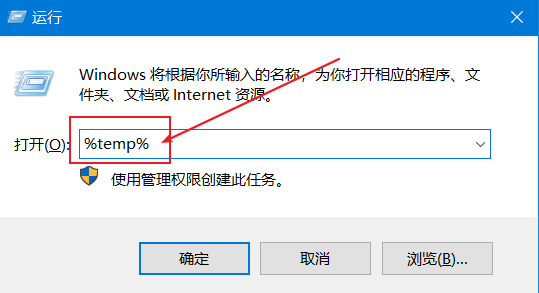 运行
Windows 将根据你所输入的名称，为你打开相应的程序、文
件夹、文档或 Internet 资源。
打开(O): %temp%
使用管理权限创建此任务。
确定 取消 浏览(B)...